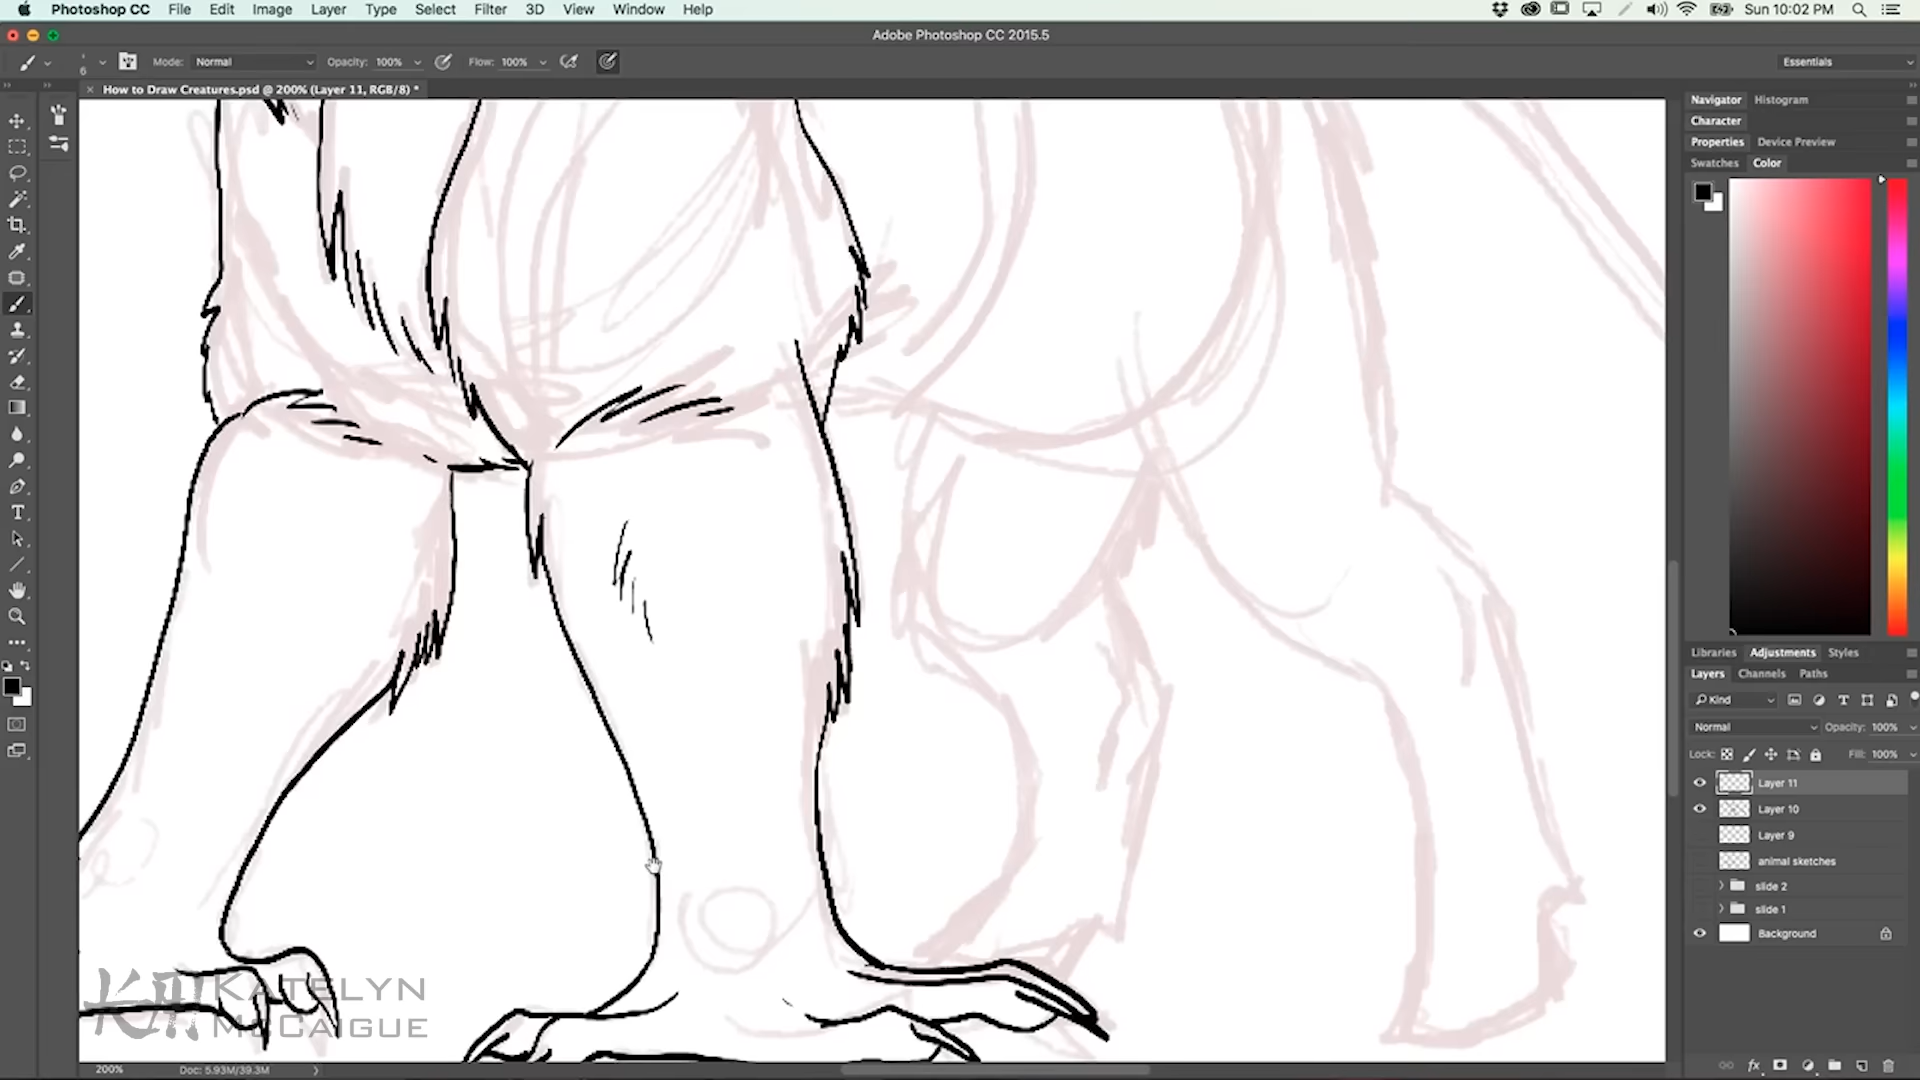 Photoshop CC File Edit Image Layer Type Select Filter 3D View Window Help Sun 10:02 PM
Adobe Photoshop CC 2015.5
6 Mode: Normal Opacity: 100% Flow: 100% Essentials
How to Draw Creatures.psd @ 200% (Layer 11, RGB/8) *
Navigator Histogram
Character
Properties Device Preview
Swatches Color
Libraries Adjustments Styles
Layers Channels Paths
Kind
Normal Opacity: 100%
Lock: Fill: 100%
Layer 11
Layer 10
Layer 9
animal sketches
slide 2
slide 1
Background
KATELYN
MCCAIGUE
200% Doc: 5.93M/39.3M